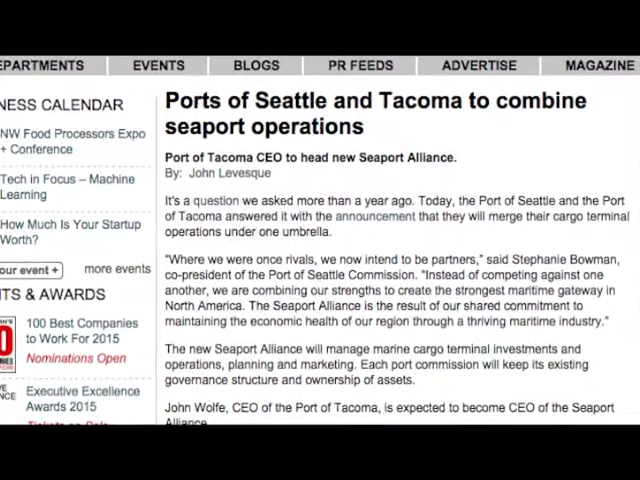 EPARTMENTS EVENTS BLOGS PR FEEDS ADVERTISE MAGAZINE
NESS CALENDAR
NW Food Processors Expo
+ Conference
Tech in Focus – Machine
Learning
How Much Is Your Startup
Worth?
our event + more events
TS & AWARDS
100 Best Companies
to Work For 2015
Nominations Open
Executive Excellence
Awards 2015
Ports of Seattle and Tacoma to combine
seaport operations
Port of Tacoma CEO to head new Seaport Alliance.
By: John Levesque
It's a question we asked more than a year ago. Today, the Port of Seattle and the Port
of Tacoma answered it with the announcement that they will merge their cargo terminal
operations under one umbrella.
"Where we were once rivals, we now intend to be partners," said Stephanie Bowman,
co-president of the Port of Seattle Commission. "Instead of competing against one
another, we are combining our strengths to create the strongest maritime gateway in
North America. The Seaport Alliance is the result of our shared commitment to
maintaining the economic health of our region through a thriving maritime industry."
The new Seaport Alliance will manage marine cargo terminal investments and
operations, planning and marketing. Each port commission will keep its existing
governance structure and ownership of assets.
John Wolfe, CEO of the Port of Tacoma, is expected to become CEO of the Seaport
Alliance